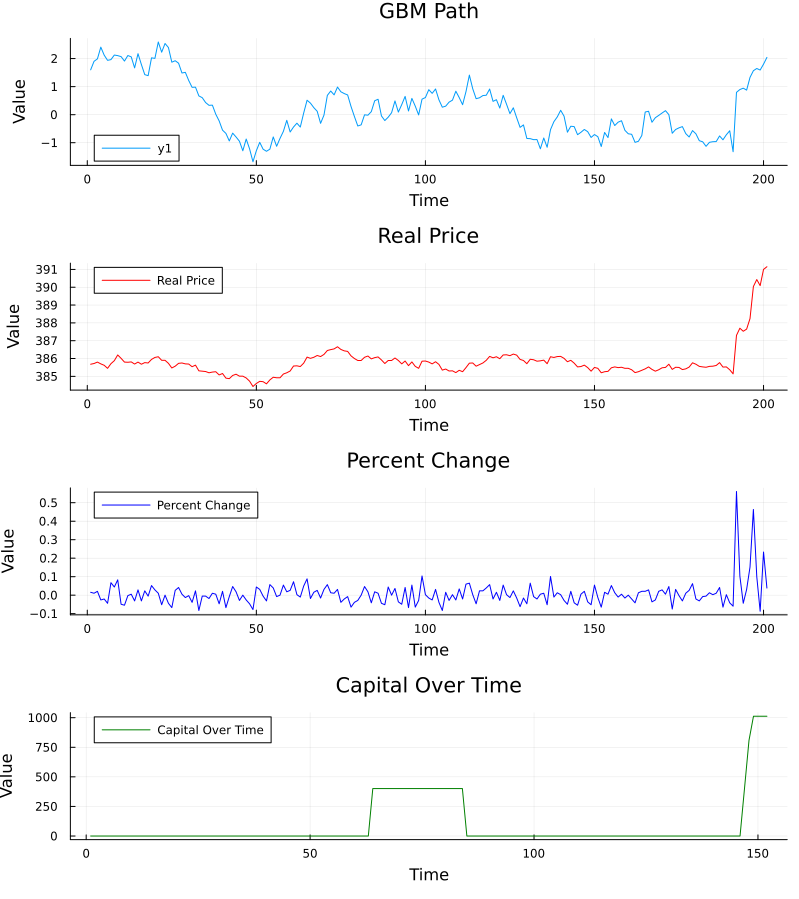 GBM Path
Value
2
1
0
−1
y1
0 50 100 150 200
Time
Real Price
Value
391
390
389
388
387
386
385
Real Price
0 50 100 150 200
Time
Percent Change
Value
0.5
0.4
0.3
0.2
0.1
0.0
−0.1
Percent Change
0 50 100 150 200
Time
Capital Over Time
Value
1000
750
500
250
0
Capital Over Time
0 50 100 150
Time